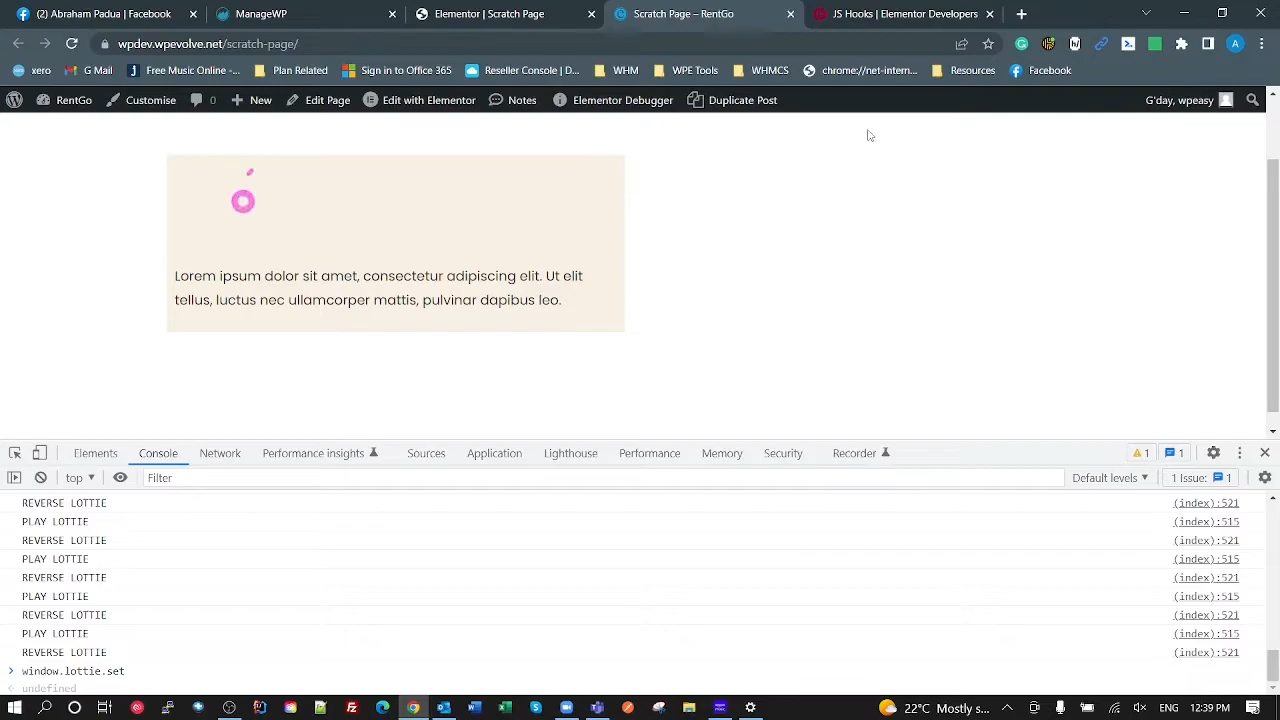 (2) Abraham Padua | Facebook
ManageWP
Elementor | Scratch Page
Scratch Page – RentGo
JS Hooks | Elementor Developers
wpdev.wpevolve.net/scratch-page/
A
xero
G Mail
Free Music Online -...
Plan Related
Sign in to Office 365
Reseller Console | D...
WHM
WPE Tools
WHMCS
chrome://net-intern...
Resources
Facebook
RentGo
Customise
0
New
Edit Page
Edit with Elementor
Notes
Elementor Debugger
Duplicate Post
G'day, wpeasy
Lorem ipsum dolor sit amet, consectetur adipiscing elit. Ut elit
tellus, luctus nec ullamcorper mattis, pulvinar dapibus leo.
Elements
Console
Network
Performance insights
Sources
Application
Lighthouse
Performance
Memory
Security
Recorder
1
1
top
Filter
Default levels
1 Issue: 1
REVERSE LOTTIE (index):521
PLAY LOTTIE (index):515
REVERSE LOTTIE (index):521
PLAY LOTTIE (index):515
REVERSE LOTTIE (index):521
PLAY LOTTIE (index):515
REVERSE LOTTIE (index):521
PLAY LOTTIE (index):515
REVERSE LOTTIE (index):521
window.lottie.set
undefined
22°C Mostly s...
12:39 PM